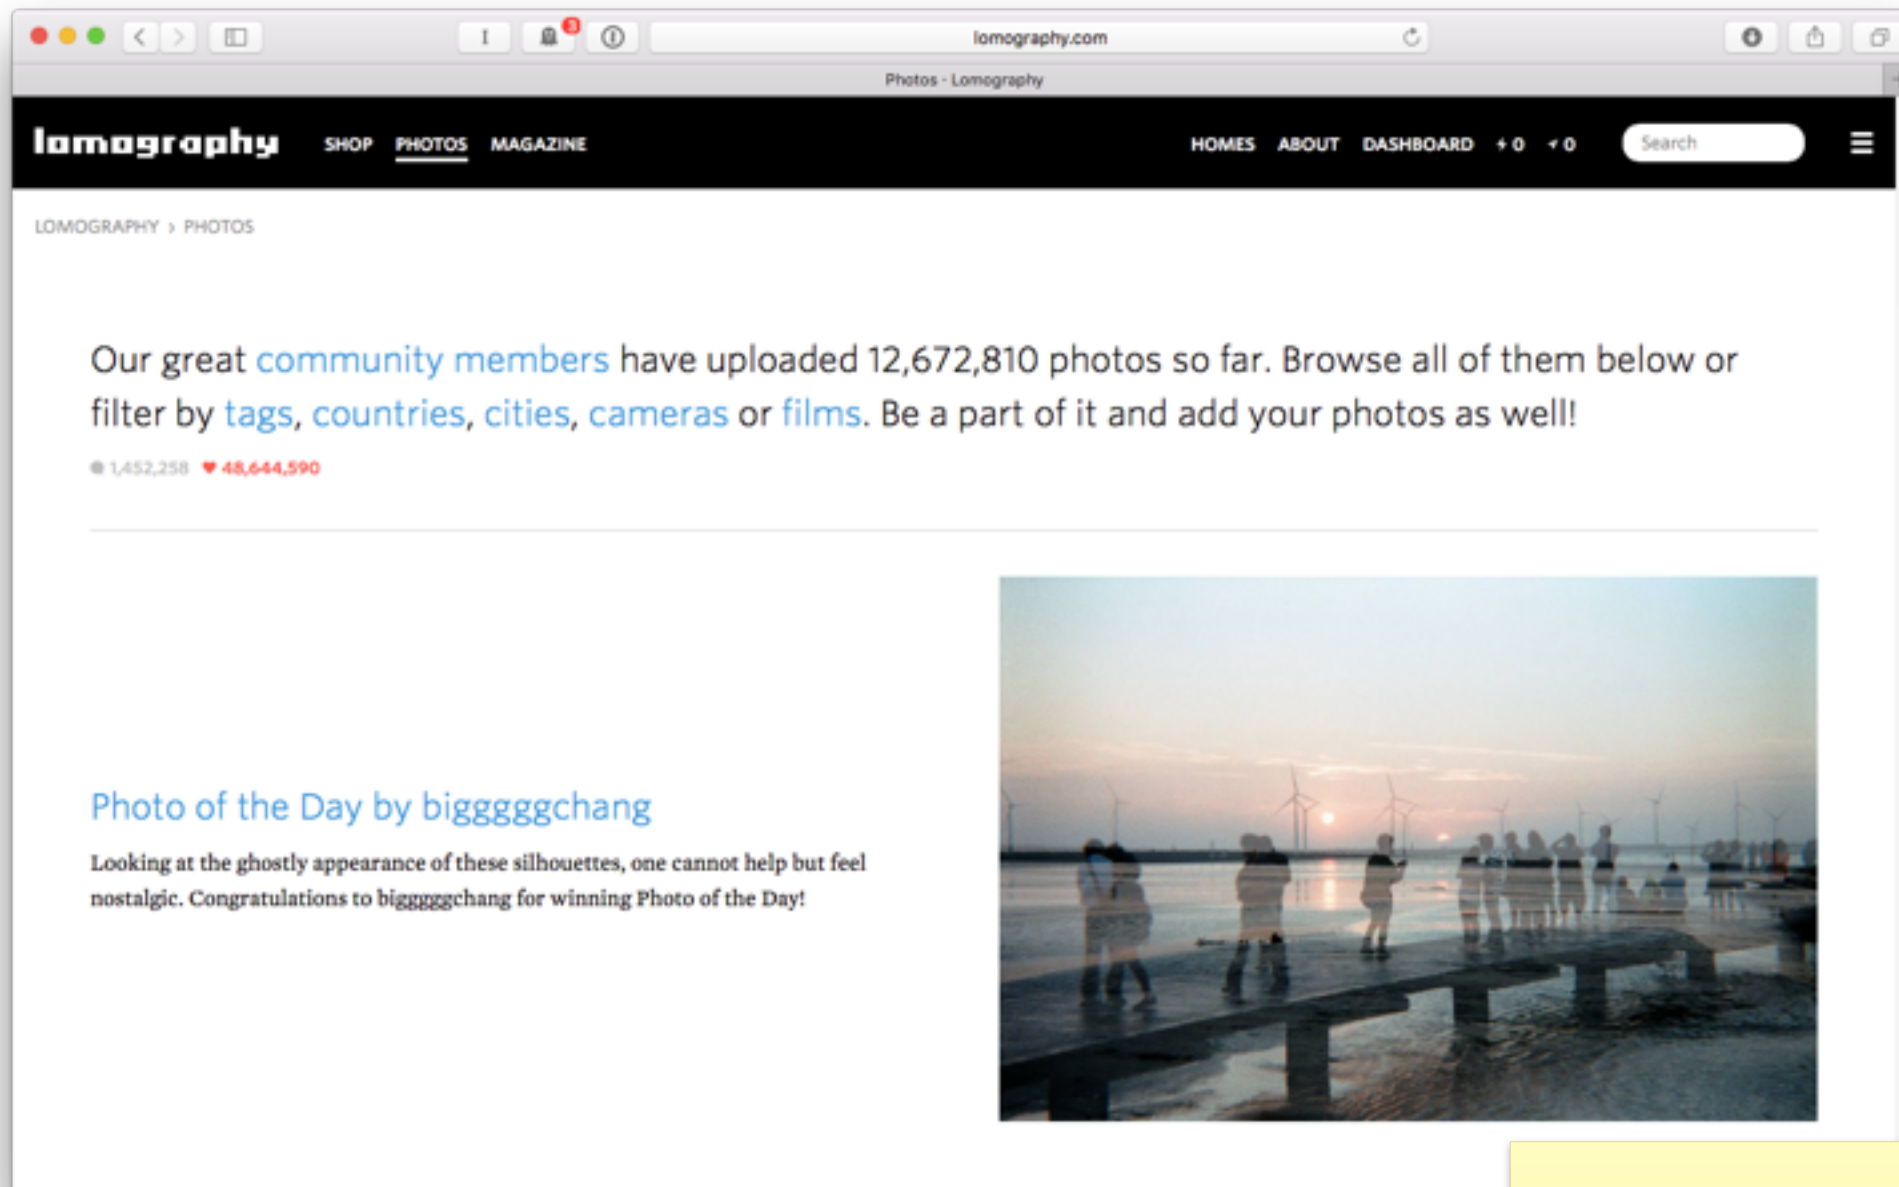 3
lomography.com
Photos - Lomography
lomography SHOP PHOTOS MAGAZINE HOMES ABOUT DASHBOARD 0 0 Search
LOMOGRAPHY > PHOTOS
Our great community members have uploaded 12,672,810 photos so far. Browse all of them below or
filter by tags, countries, cities, cameras or films. Be a part of it and add your photos as well!
1,452,258 48,644,590
Photo of the Day by bigggggchang
Looking at the ghostly appearance of these silhouettes, one cannot help but feel
nostalgic. Congratulations to bigggggchang for winning Photo of the Day!